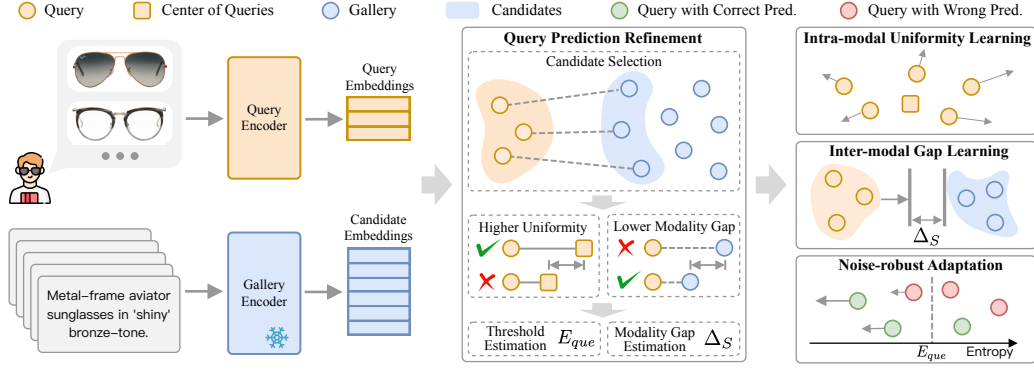 Query
Center of Queries
Gallery
Candidates
Query with Correct Pred.
Query with Wrong Pred.
Query
Encoder
Query
Embeddings
Metal-frame aviator
sunglasses in 'shiny'
bronze-tone.
Gallery
Encoder
Candidate
Embeddings
Query Prediction Refinement
Candidate Selection
Higher Uniformity
Lower Modality Gap
Threshold
Estimation
E_que
Modality Gap
Estimation
Δ_S
Intra-modal Uniformity Learning
Inter-modal Gap Learning
Δ_S
Noise-robust Adaptation
E_que
Entropy